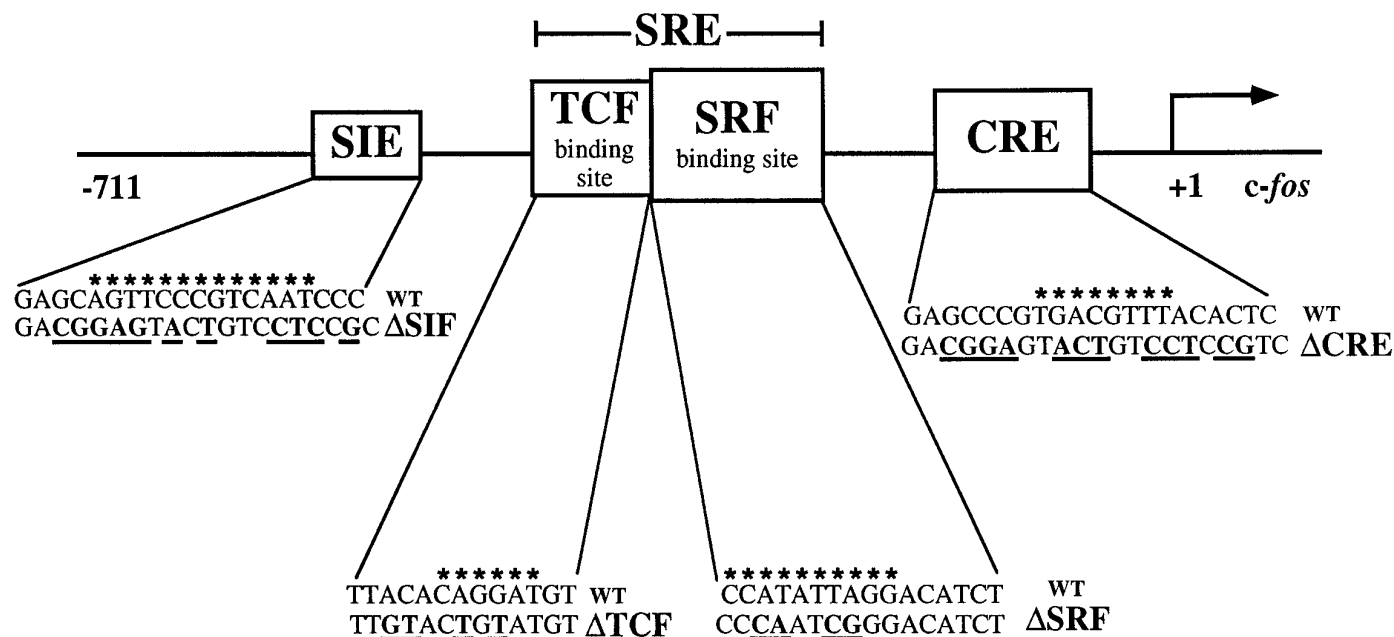 SRE
TCF
binding
site
SRF
binding site
SIE
CRE
-711
+1
c-fos
*************
GAGCAGTTCCCGTCAATCCC WT
GACGGAGTACTGTCCTCCGC ΔSIF
********
GAGCCCGTGACGTTTACACTC WT
GACGGAGTACTGTCCTCCGTC ΔCRE
******
TTACACAGGATGT WT
TTGTACTGTATGT ΔTCF
**********
CCATATTAGGACATCT WT
CCCAATCGGGACATCT ΔSRF